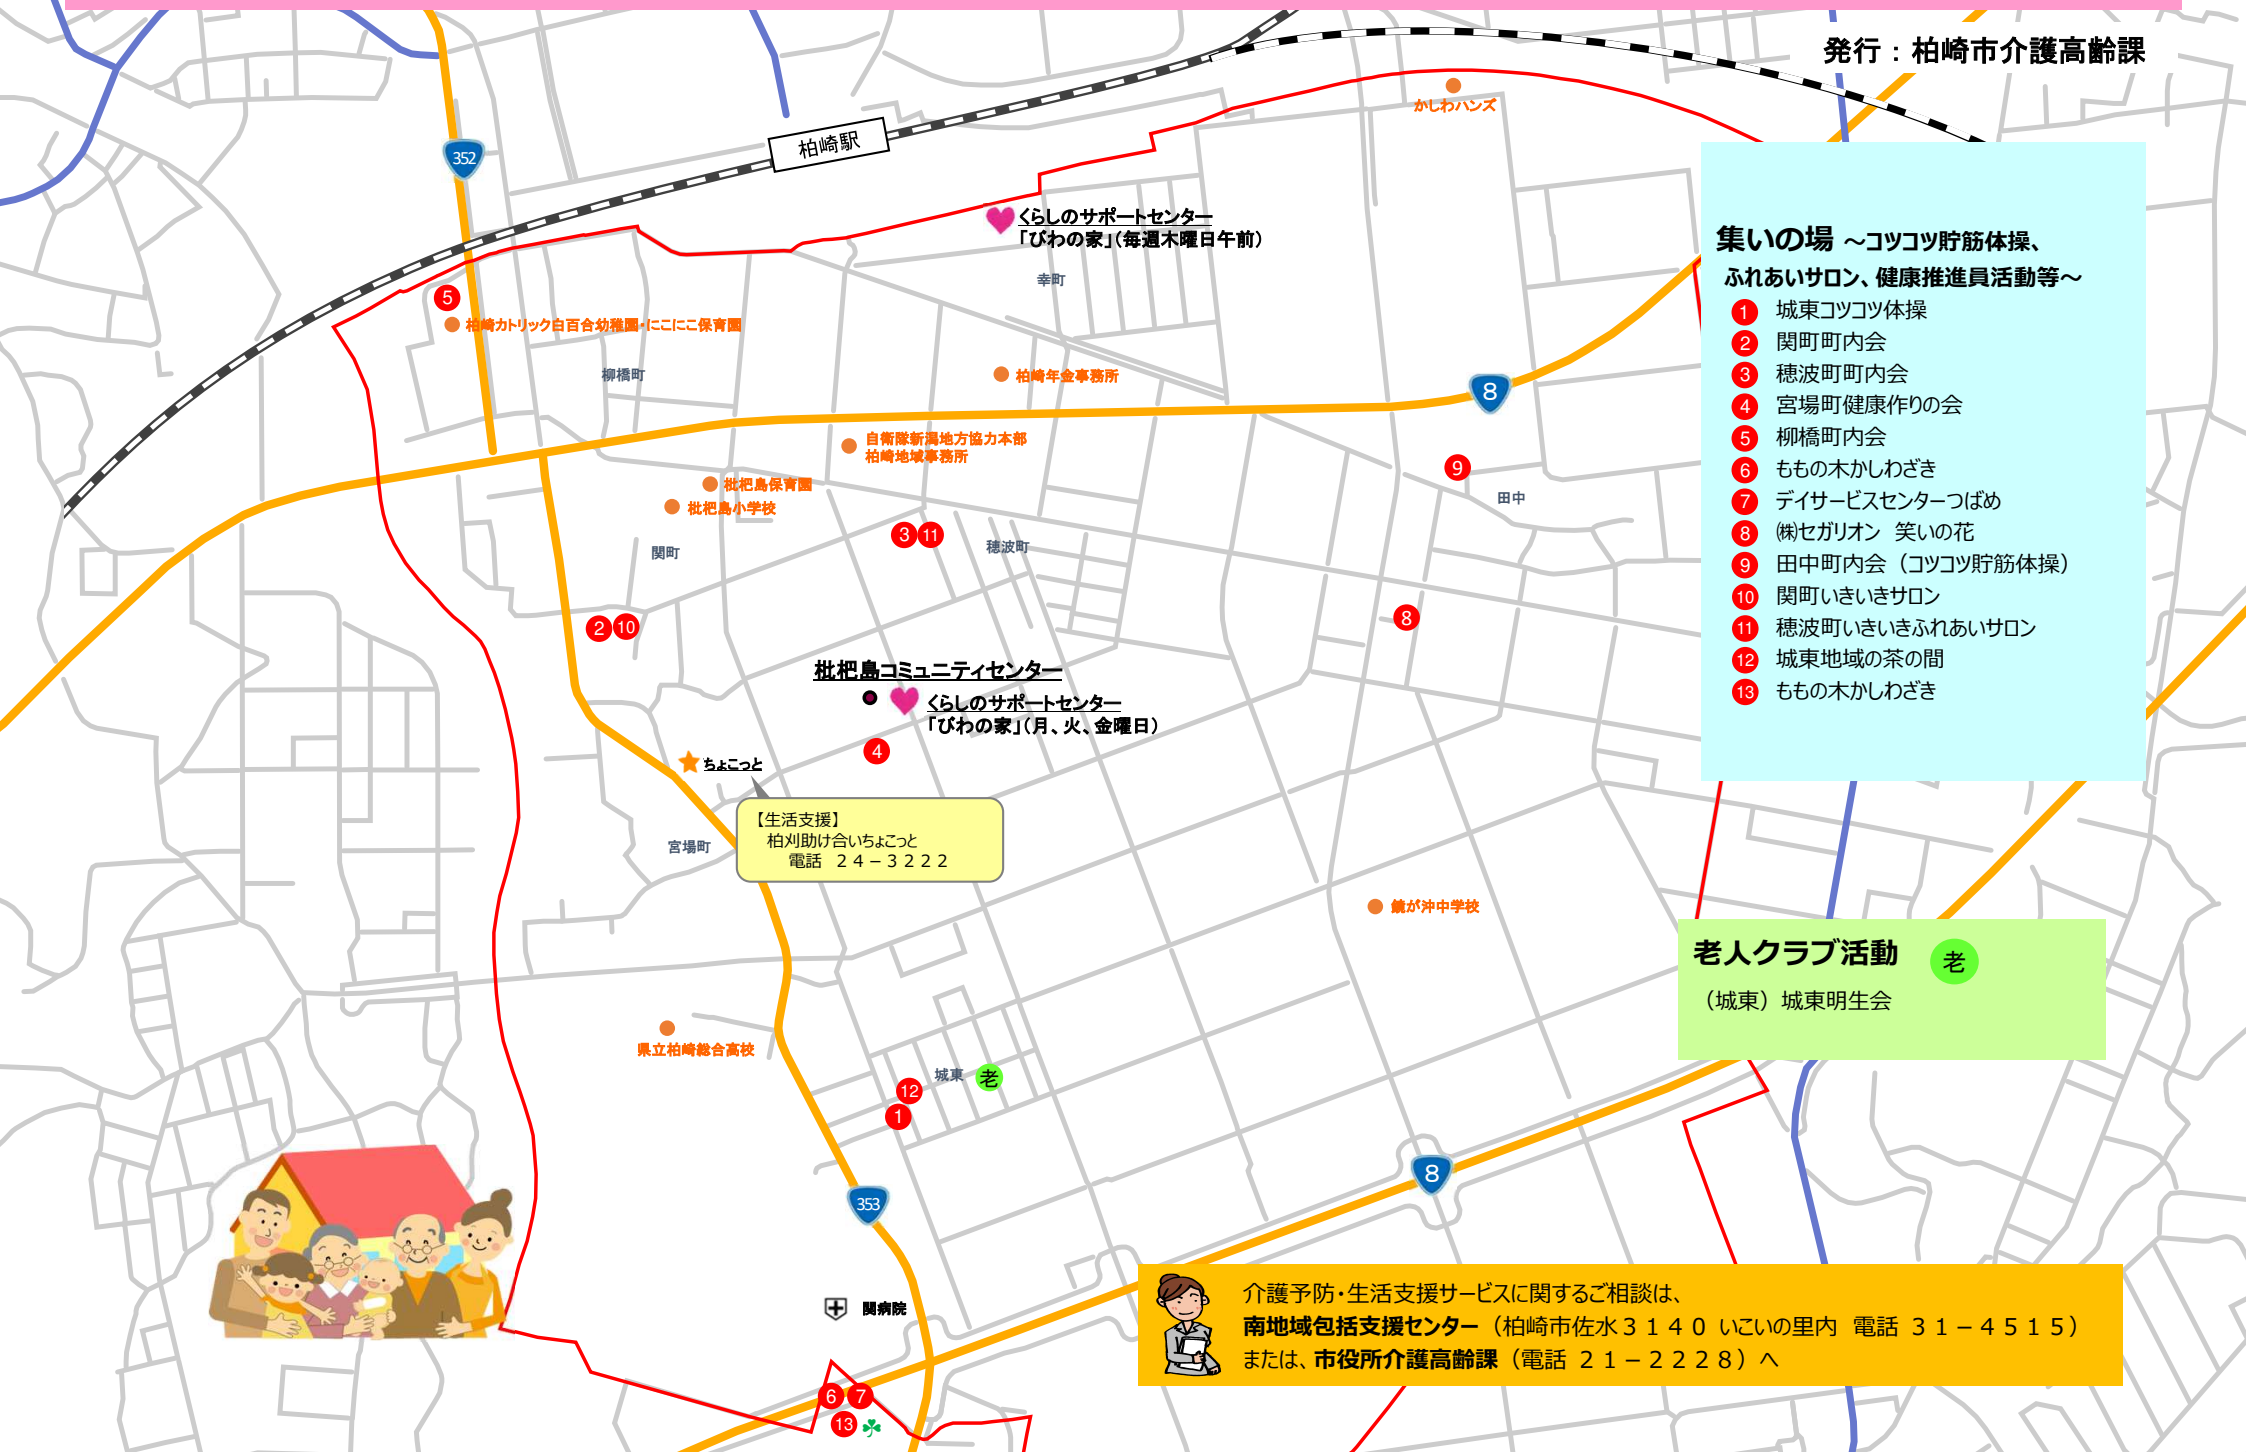 発行：柏崎市介護高齢課
かしわハンズ
柏崎駅
352
くらしのサポートセンター
「びわの家」（毎週木曜日午前）
幸町
5
柏崎カトリック白百合幼稚園・にこにこ保育園
柳橋町
柏崎年金事務所
8
自衛隊新潟地方協力本部
柏崎地域事務所
枇杷島保育園
枇杷島小学校
9
田中
3 11
穂波町
関町
2 10
8
枇杷島コミュニティセンター
くらしのサポートセンター
「びわの家」（月、火、金曜日）
4
ちょこっと
【生活支援】
柏刈助け合いちょこっと
電話　２４－３２２２
宮場町
鏡が沖中学校
県立柏崎総合高校
城東 老
12
1
8
353
関病院
6 7
13
集いの場 ～コツコツ貯筋体操、
ふれあいサロン、健康推進員活動等～
1 城東コツコツ体操
2 関町町内会
3 穂波町町内会
4 宮場町健康作りの会
5 柳橋町内会
6 ももの木かしわざき
7 デイサービスセンターつばめ
8 ㈱セガリオン　笑いの花
9 田中町内会（コツコツ貯筋体操）
10 関町いきいきサロン
11 穂波町いきいきふれあいサロン
12 城東地域の茶の間
13 ももの木かしわざき
老人クラブ活動 老
（城東）城東明生会
介護予防・生活支援サービスに関するご相談は、
南地域包括支援センター（柏崎市佐水３１４０ いこいの里内 電話 ３１－４５１５）
または、市役所介護高齢課（電話 ２１－２２２８）へ